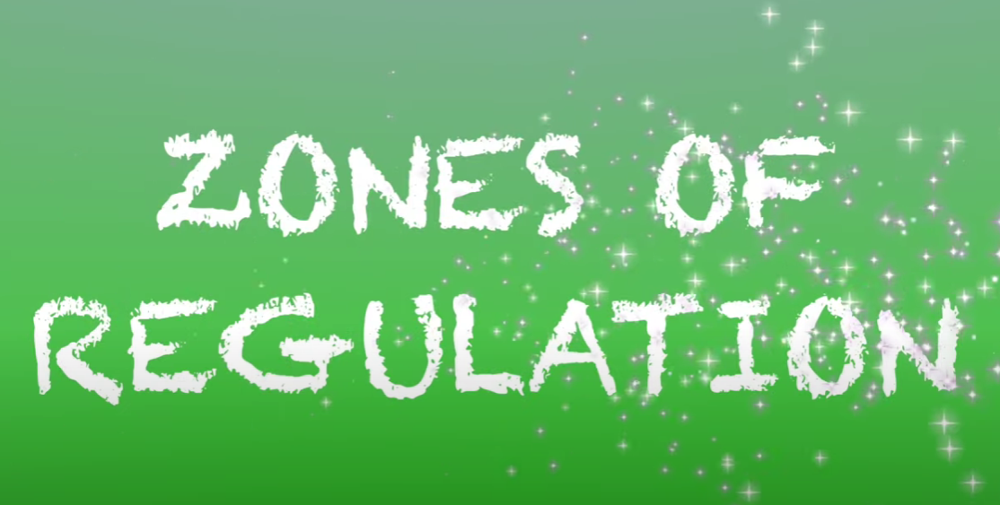 ZONES OF
REGULATION